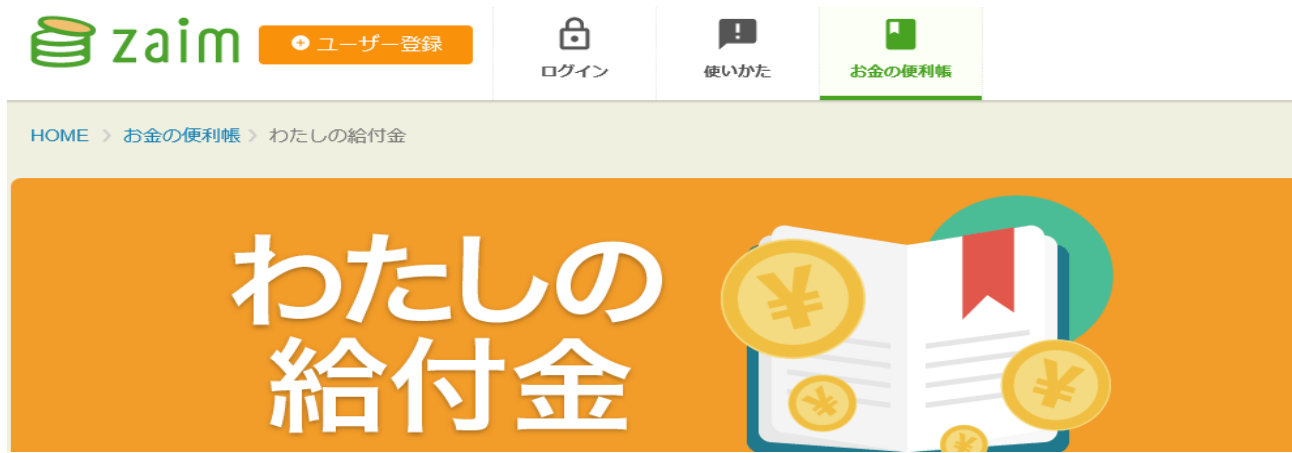 zaim
ユーザー登録
ログイン
使いかた
お金の便利帳
HOME > お金の便利帳 > わたしの給付金
わたしの
給付金
¥
¥
¥
¥